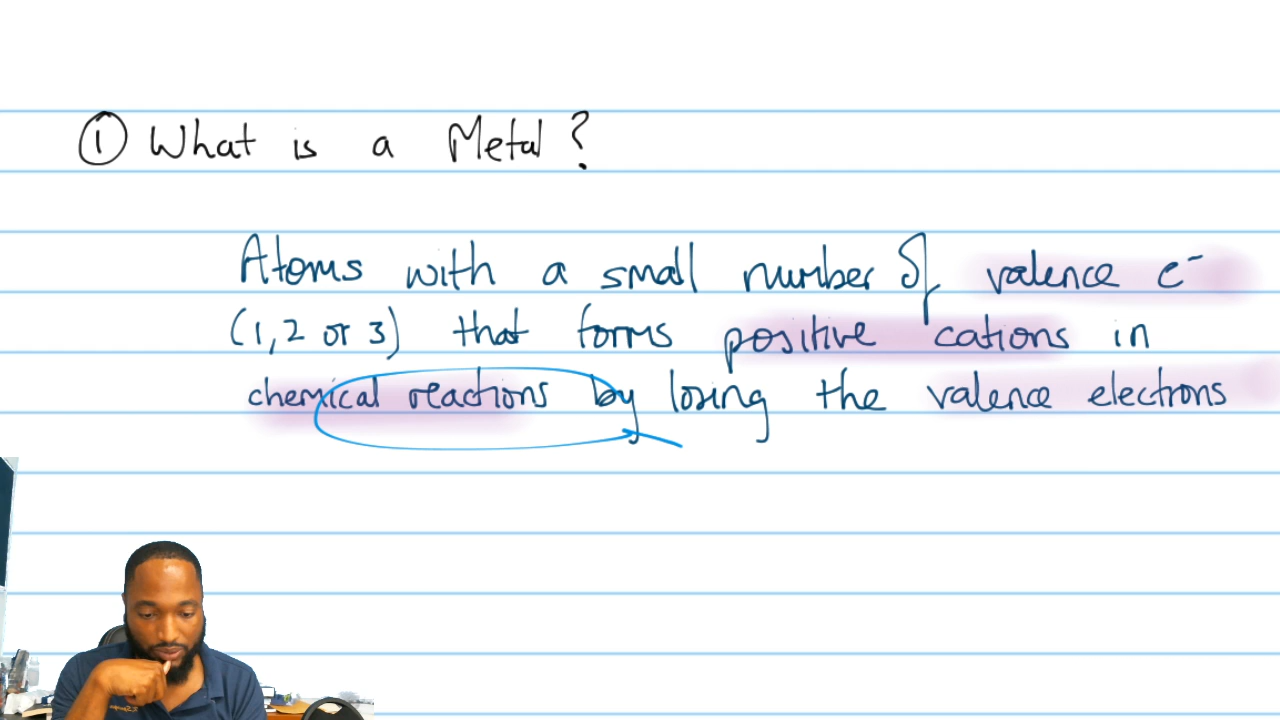 ① What is a Metal?
Atoms with a small number of valence e⁻
(1, 2 or 3) that forms positive cations in
chemical reactions by losing the valence electrons